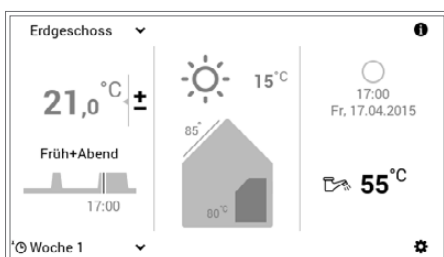 Erdgeschoss
21,0°C ±
Früh+Abend
17:00
Woche 1
15°C
85°
80°C
17:00
Fr, 17.04.2015
55°C